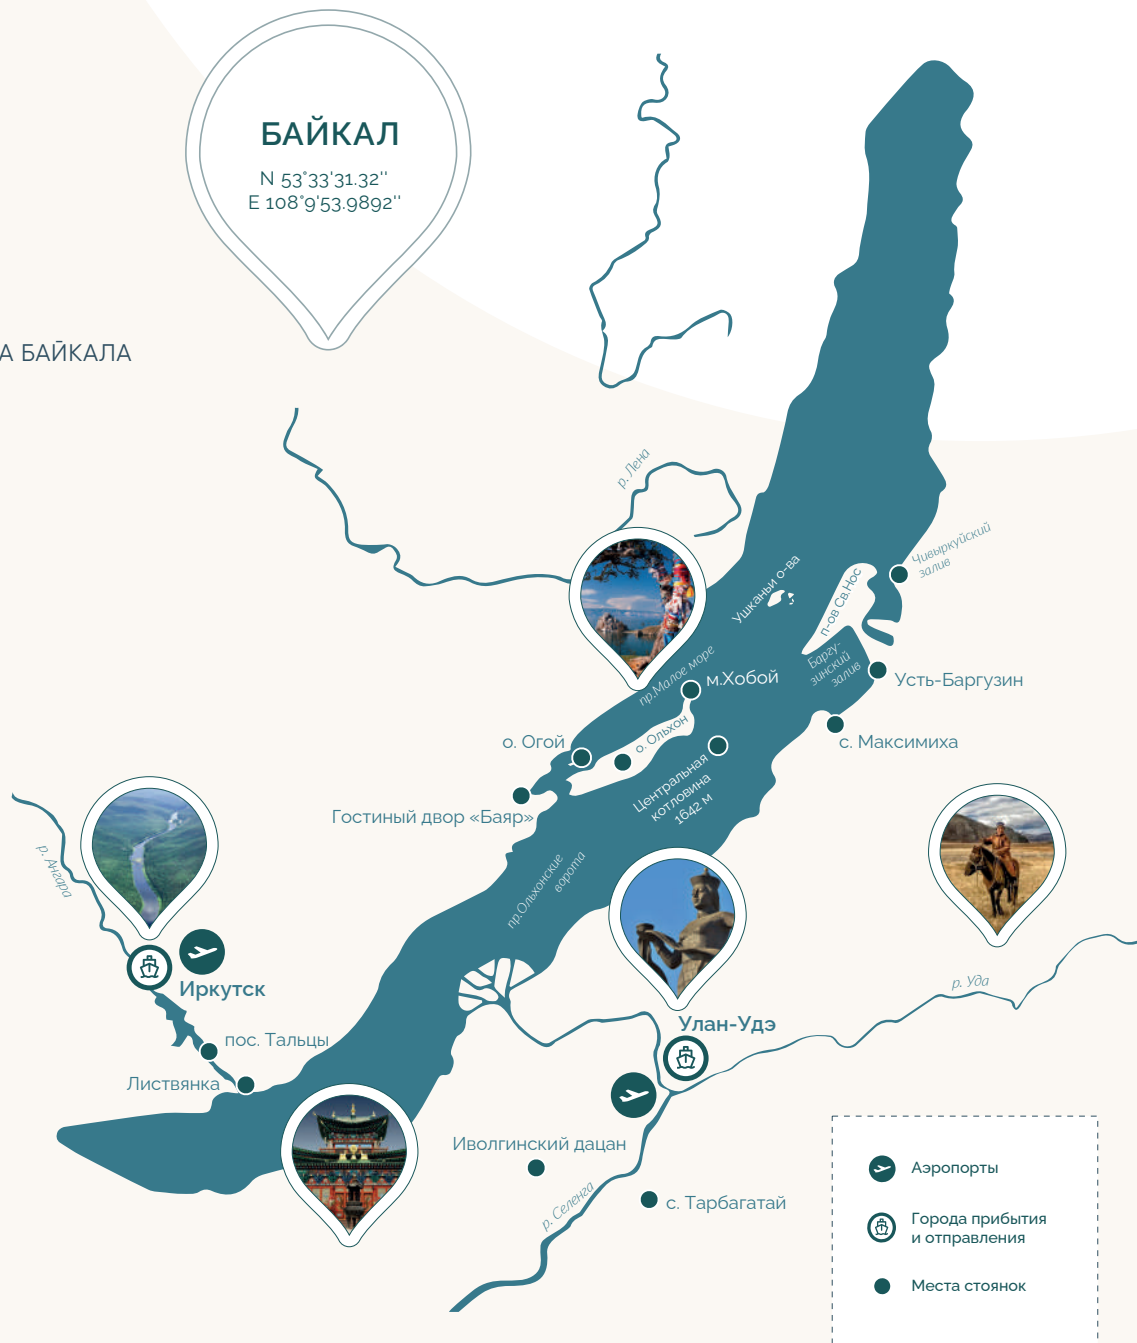 БАЙКАЛ
N 53°33'31.32''
E 108°9'53.9892''
А БАЙКАЛА
р. Лена
Чивыркуйский
залив
Ушканьи о-ва
п-ов Св.Нос
Баргу-
зинский
залив
пр.Малое море
м.Хобой
Усть-Баргузин
о. Ольхон
о. Огой
с. Максимиха
Центральная
котловина
1642 м
Гостиный двор «Баяр»
р. Ангара
пр.Ольхонские
ворота
р. Уда
Иркутск
Улан-Удэ
пос. Тальцы
Листвянка
Иволгинский дацан
р. Селенга
с. Тарбагатай
Аэропорты
Города прибытия
и отправления
Места стоянок